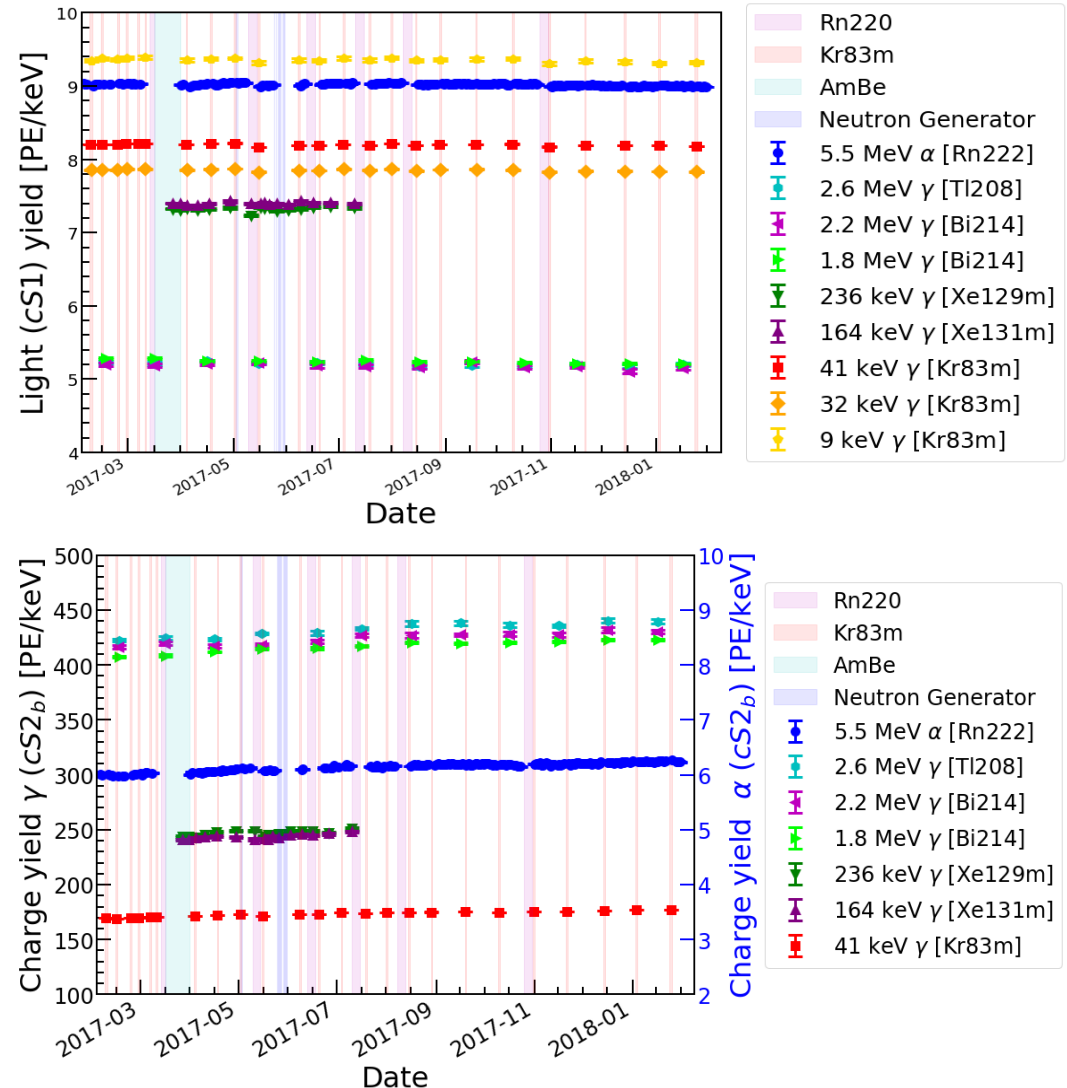 10
9
8
7
6
5
4
Light (cS1) yield [PE/keV]
2017-03
2017-05
2017-07
2017-09
2017-11
2018-01
Date
Rn220
Kr83m
AmBe
Neutron Generator
5.5 MeV α [Rn222]
2.6 MeV γ [Tl208]
2.2 MeV γ [Bi214]
1.8 MeV γ [Bi214]
236 keV γ [Xe129m]
164 keV γ [Xe131m]
41 keV γ [Kr83m]
32 keV γ [Kr83m]
9 keV γ [Kr83m]
500
450
400
350
300
250
200
150
100
Charge yield γ (cS2b) [PE/keV]
10
9
8
7
6
5
4
3
2
Charge yield α (cS2b) [PE/keV]
2017-03
2017-05
2017-07
2017-09
2017-11
2018-01
Date
Rn220
Kr83m
AmBe
Neutron Generator
5.5 MeV α [Rn222]
2.6 MeV γ [Tl208]
2.2 MeV γ [Bi214]
1.8 MeV γ [Bi214]
236 keV γ [Xe129m]
164 keV γ [Xe131m]
41 keV γ [Kr83m]